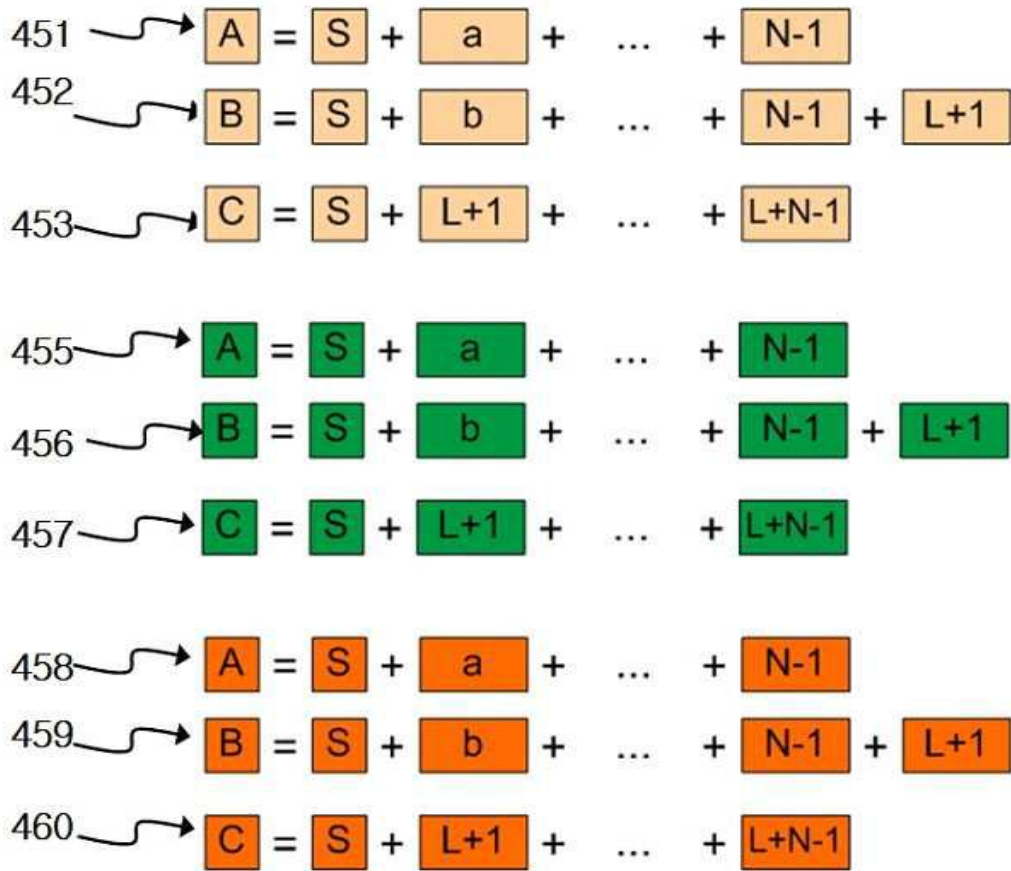 451 A = S + a + ... + N-1
452 B = S + b + ... + N-1 + L+1
453 C = S + L+1 + ... + L+N-1
455 A = S + a + ... + N-1
456 B = S + b + ... + N-1 + L+1
457 C = S + L+1 + ... + L+N-1
458 A = S + a + ... + N-1
459 B = S + b + ... + N-1 + L+1
460 C = S + L+1 + ... + L+N-1